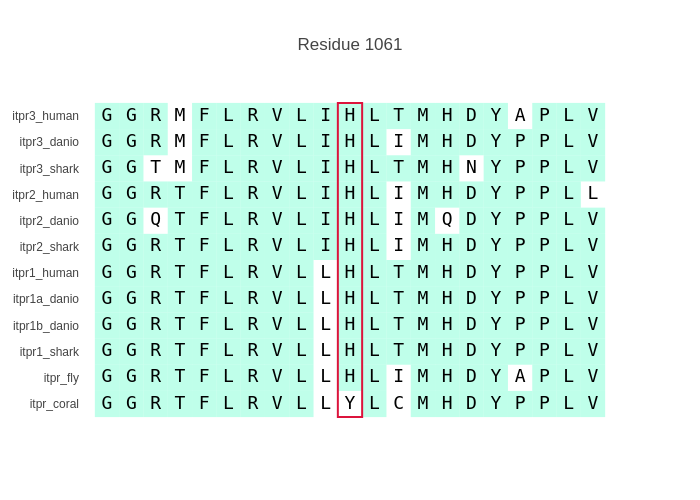 Residue 1061
itpr3_human G G R M F L R V L I H L T M H D Y A P L V
itpr3_danio G G R M F L R V L I H L I M H D Y P P L V
itpr3_shark G G T M F L R V L I H L T M H N Y P P L V
itpr2_human G G R T F L R V L I H L I M H D Y P P L L
itpr2_danio G G Q T F L R V L I H L I M Q D Y P P L V
itpr2_shark G G R T F L R V L I H L I M H D Y P P L V
itpr1_human G G R T F L R V L L H L T M H D Y P P L V
itpr1a_danio G G R T F L R V L L H L T M H D Y P P L V
itpr1b_danio G G R T F L R V L L H L T M H D Y P P L V
itpr1_shark G G R T F L R V L L H L T M H D Y P P L V
itpr_fly G G R T F L R V L L H L I M H D Y A P L V
itpr_coral G G R T F L R V L L Y L C M H D Y P P L V